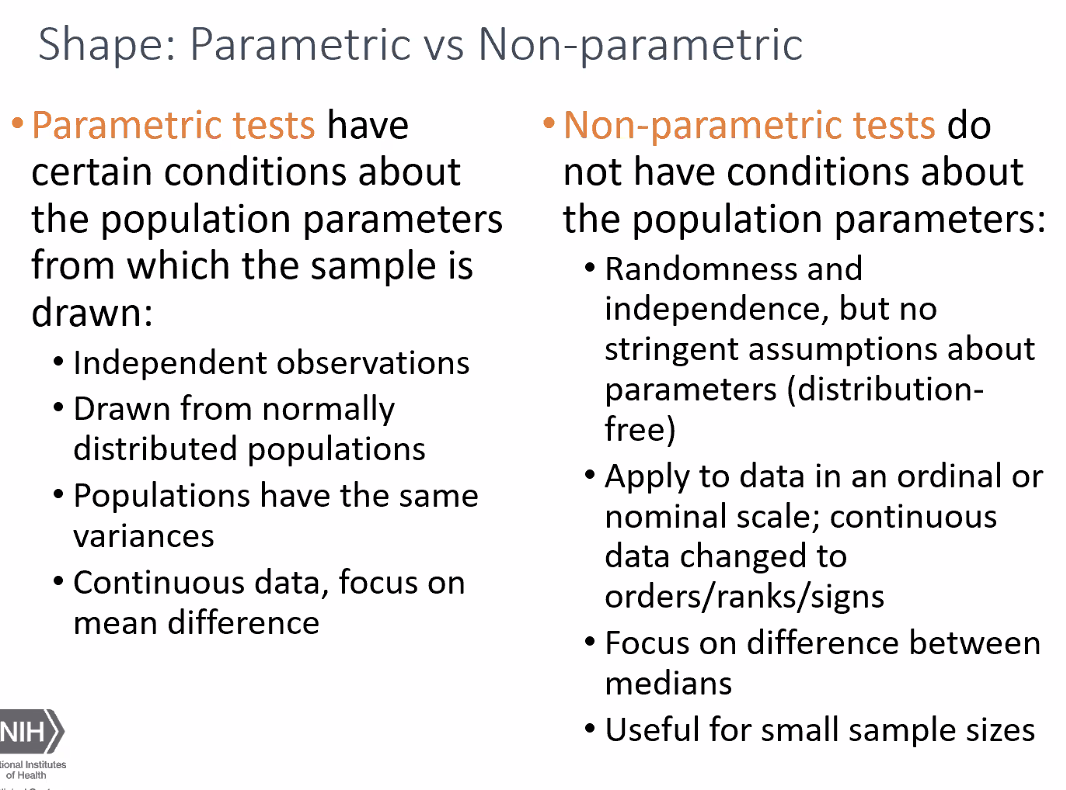 Shape: Parametric vs Non-parametric
• Parametric tests have
certain conditions about
the population parameters
from which the sample is
drawn:
• Independent observations
• Drawn from normally
distributed populations
• Populations have the same
variances
• Continuous data, focus on
mean difference
• Non-parametric tests do
not have conditions about
the population parameters:
• Randomness and
independence, but no
stringent assumptions about
parameters (distribution-
free)
• Apply to data in an ordinal or
nominal scale; continuous
data changed to
orders/ranks/signs
• Focus on difference between
medians
• Useful for small sample sizes
NIH
tional Institutes
of Health